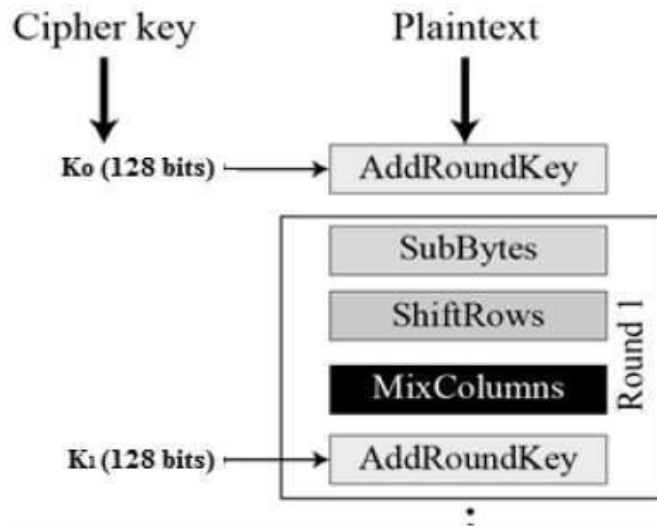 Cipher key
Plaintext
K₀ (128 bits)
AddRoundKey
SubBytes
ShiftRows
MixColumns
Round 1
K₁ (128 bits)
AddRoundKey